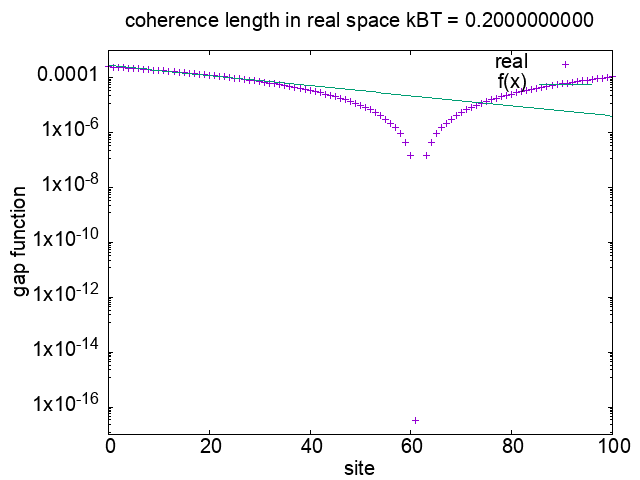 coherence length in real space kBT = 0.2000000000
real
f(x)
0.0001
1x10-6
1x10-8
1x10-10
1x10-12
1x10-14
1x10-16
gap function
0 20 40 60 80 100
site